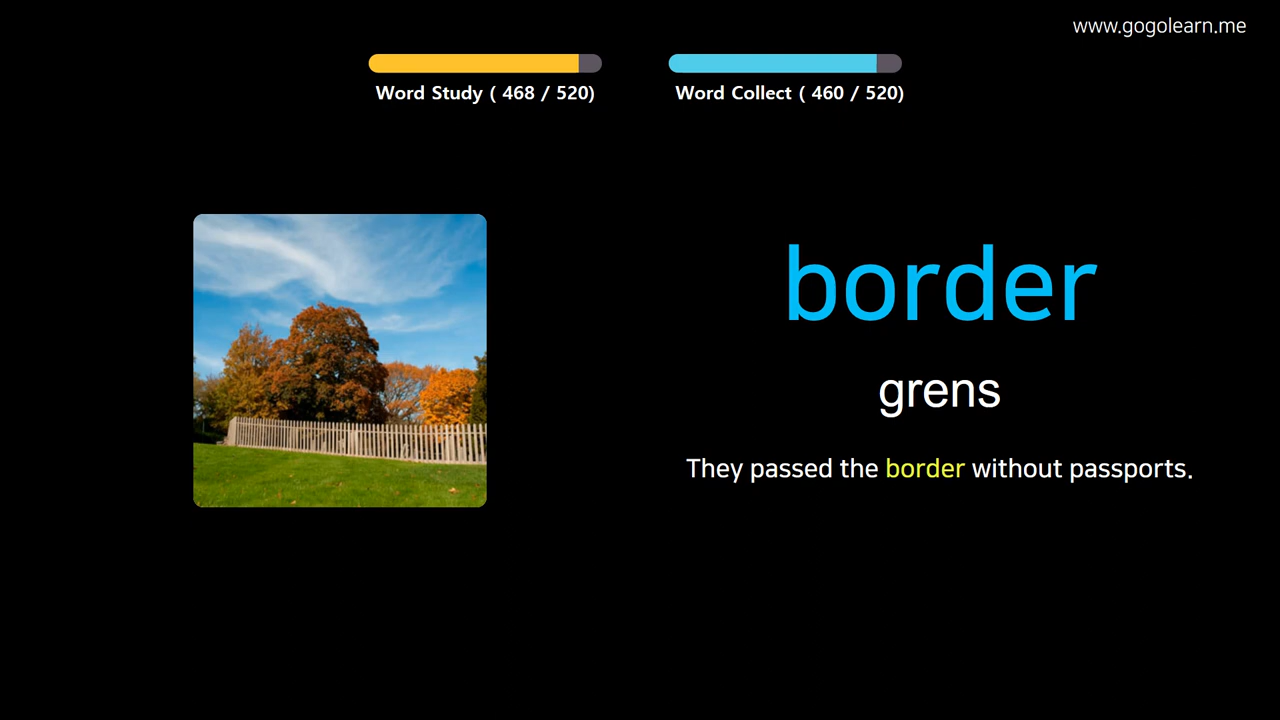 www.gogolearn.me
Word Study ( 468 / 520)
Word Collect ( 460 / 520)
border
grens
They passed the border without passports.